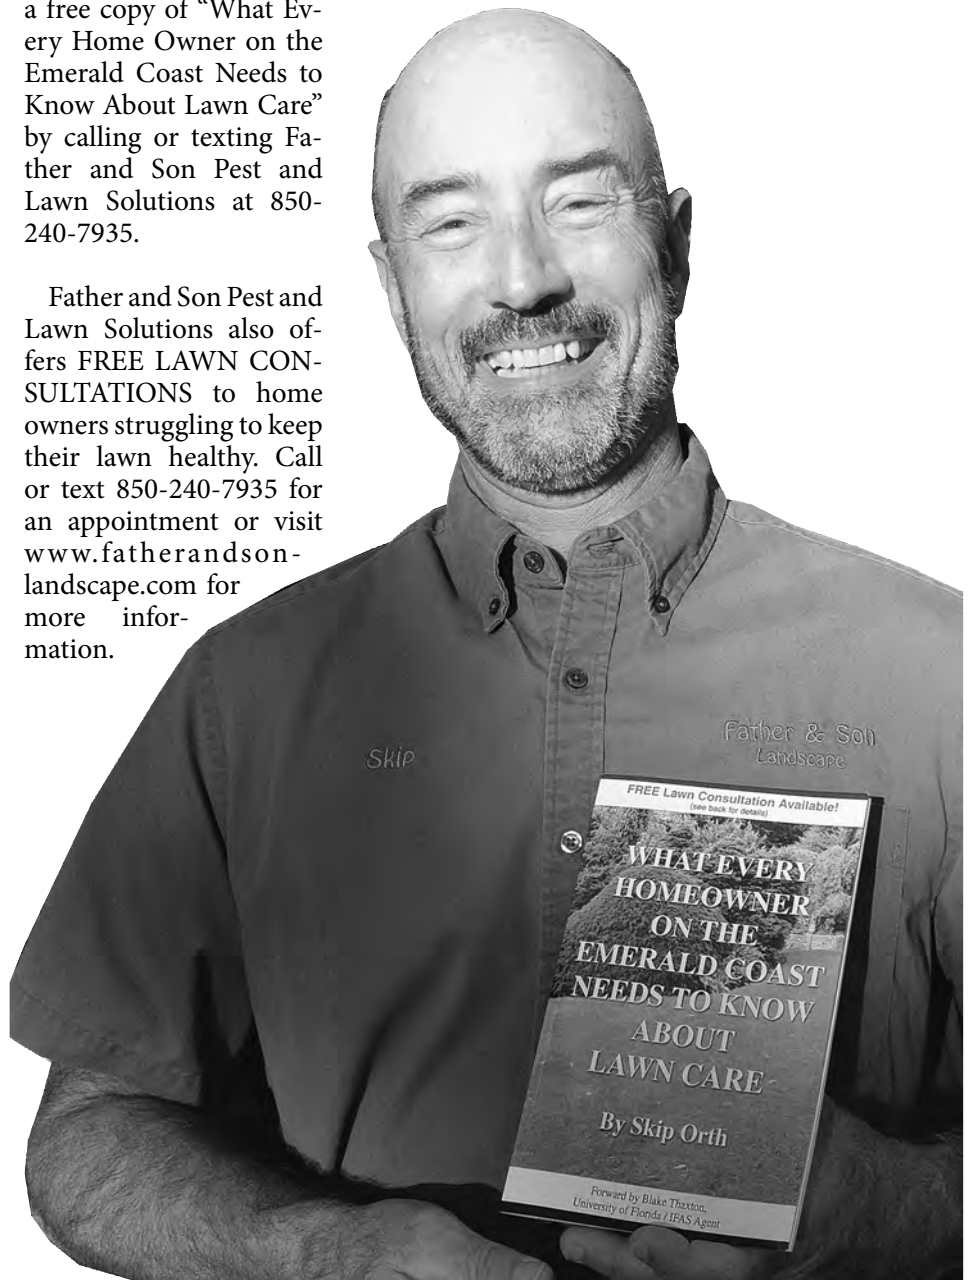 a free copy of “What Ev-
ery Home Owner on the
Emerald Coast Needs to
Know About Lawn Care”
by calling or texting Fa-
ther and Son Pest and
Lawn Solutions at 850-
240-7935.
Father and Son Pest and
Lawn Solutions also of-
fers FREE LAWN CON-
SULTATIONS to home
owners struggling to keep
their lawn healthy. Call
or text 850-240-7935 for
an appointment or visit
www.fatherandson-
landscape.com for
more infor-
mation.
Skip
Father & Son
Landscape
FREE Lawn Consultation Available!
(see back for details)
WHAT EVERY
HOMEOWNER
ON THE
EMERALD COAST
NEEDS TO KNOW
ABOUT
LAWN CARE
By Skip Orth
Forward by Blake Thaxton,
University of Florida / IFAS Agent